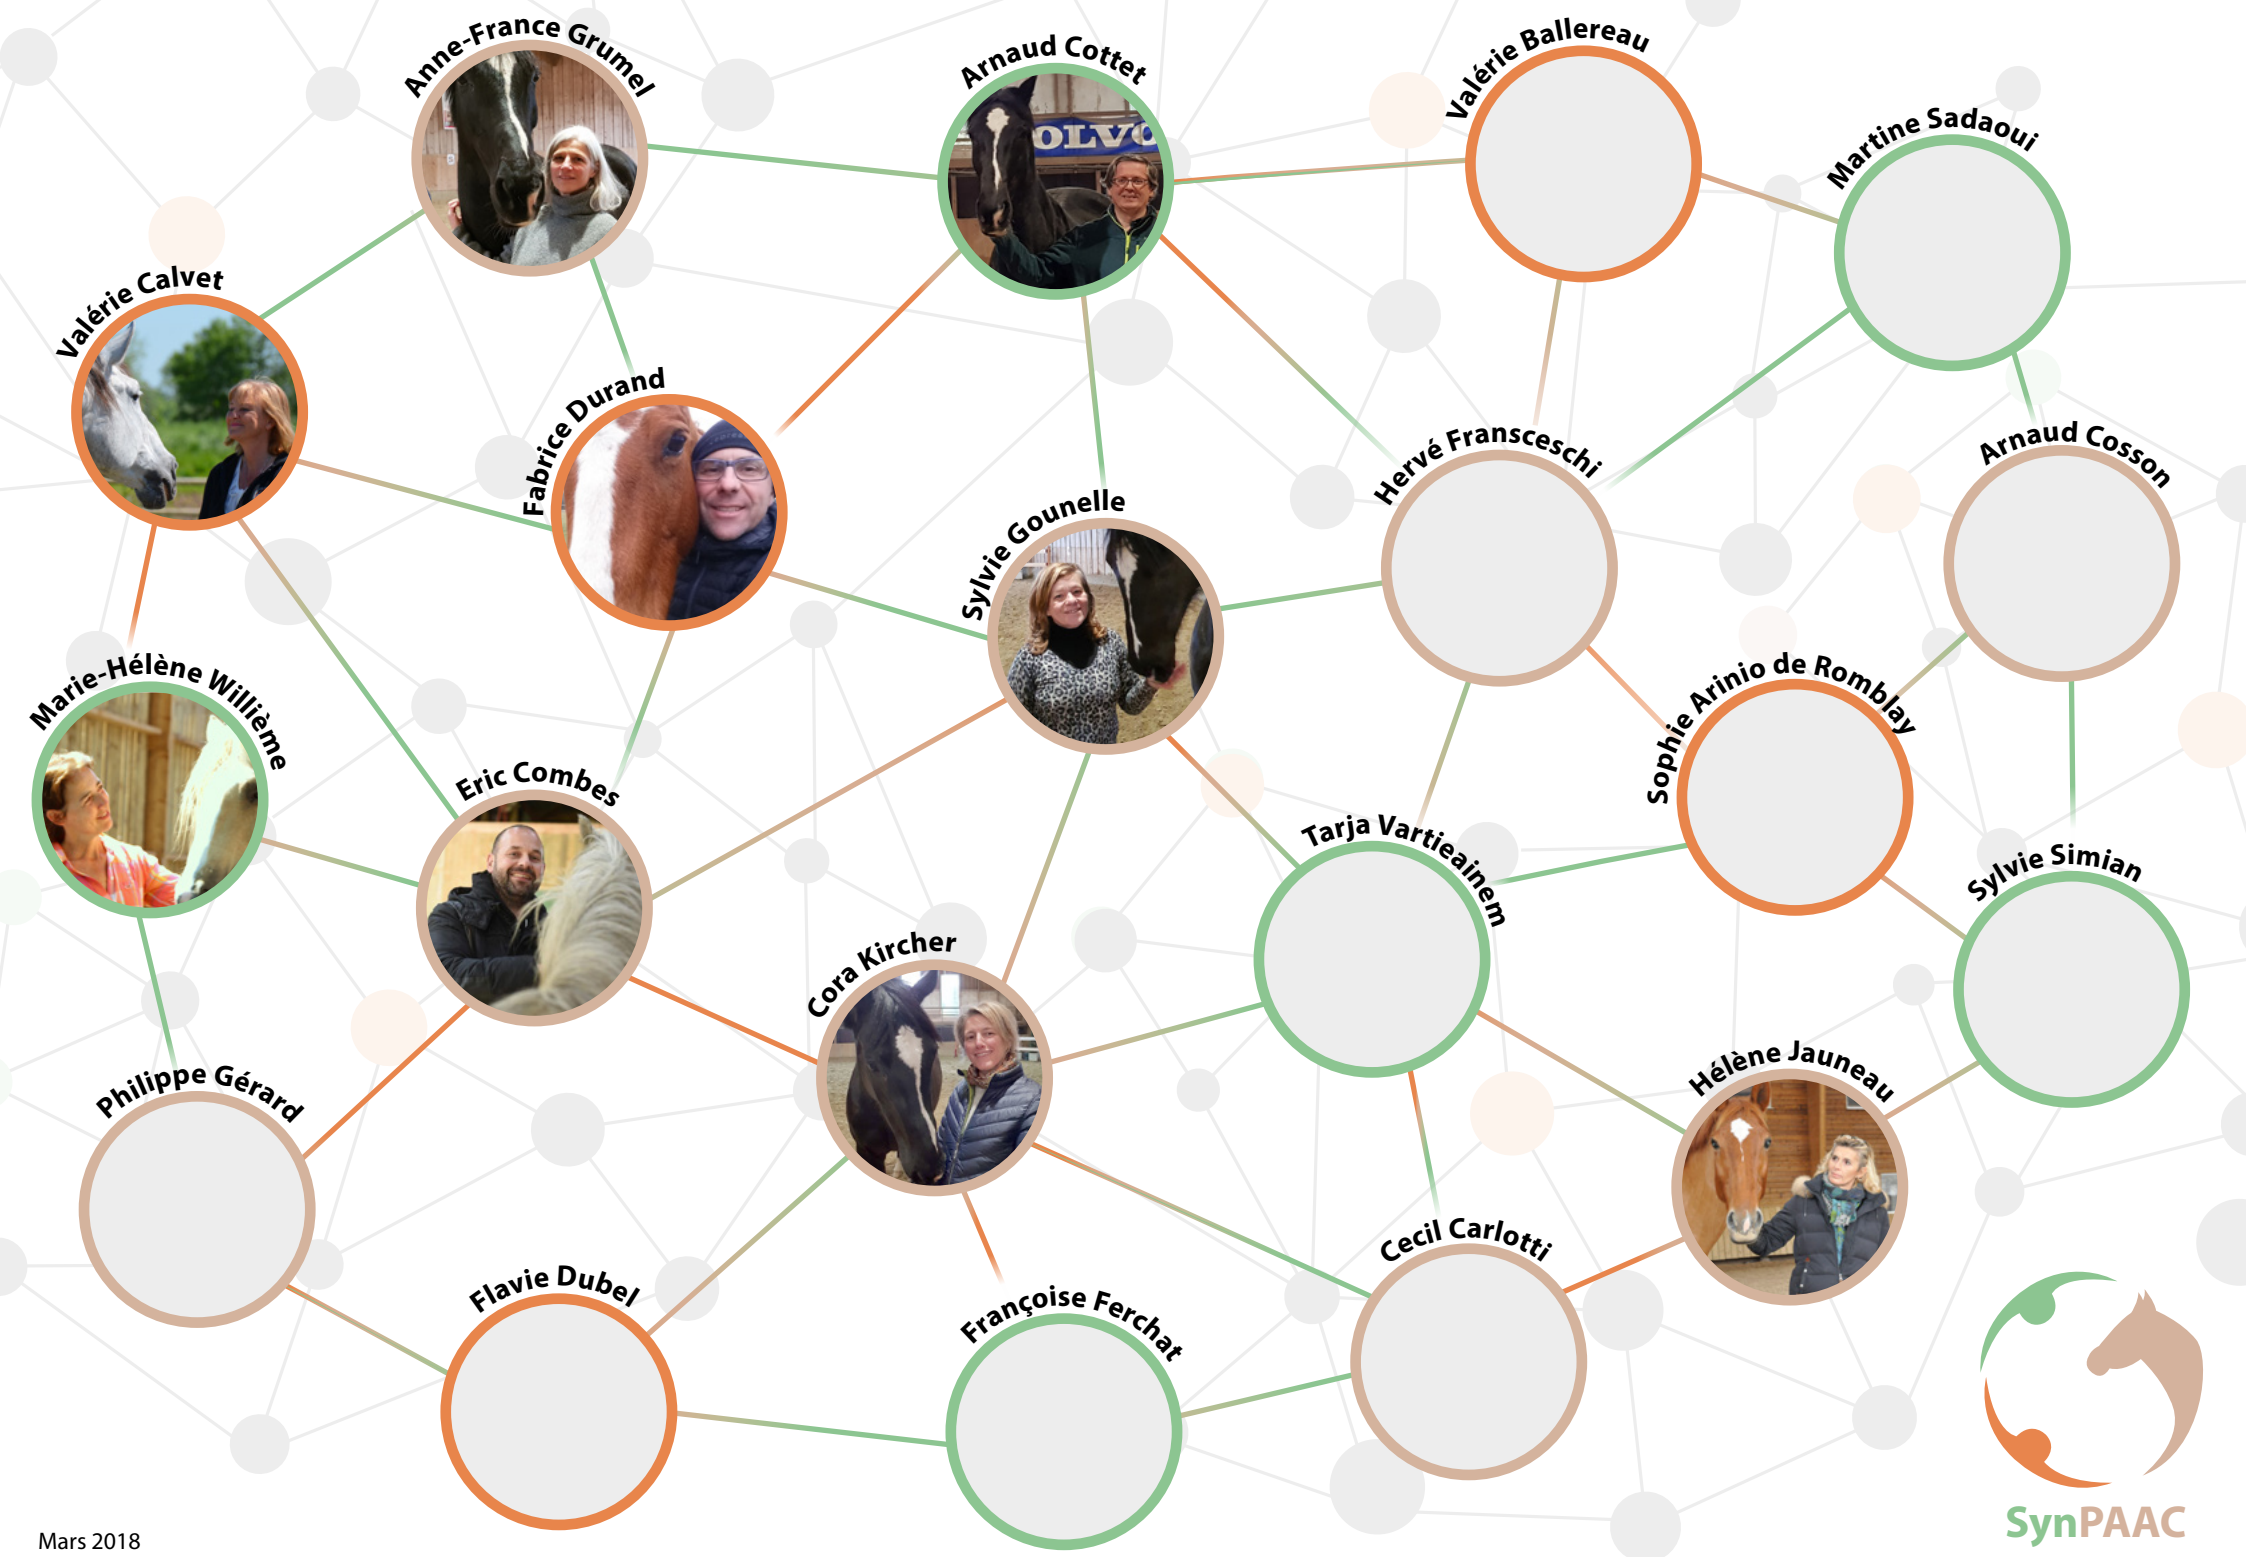 Anne-France Grumel
Arnaud Cottet
Valérie Ballereau
Martine Sadaoui
OLVO
Valérie Calvet
Fabrice Durand
Hervé Fransceschi
Arnaud Cosson
Sylvie Gounelle
Marie-Hélène Willième
Sophie Arinio de Romblay
Eric Combes
Tarja Vartieainem
Sylvie Simian
Cora Kircher
Philippe Gérard
Hélène Jauneau
Flavie Dubel
Françoise Ferchat
Cecil Carlotti
SynPAAC
Mars 2018